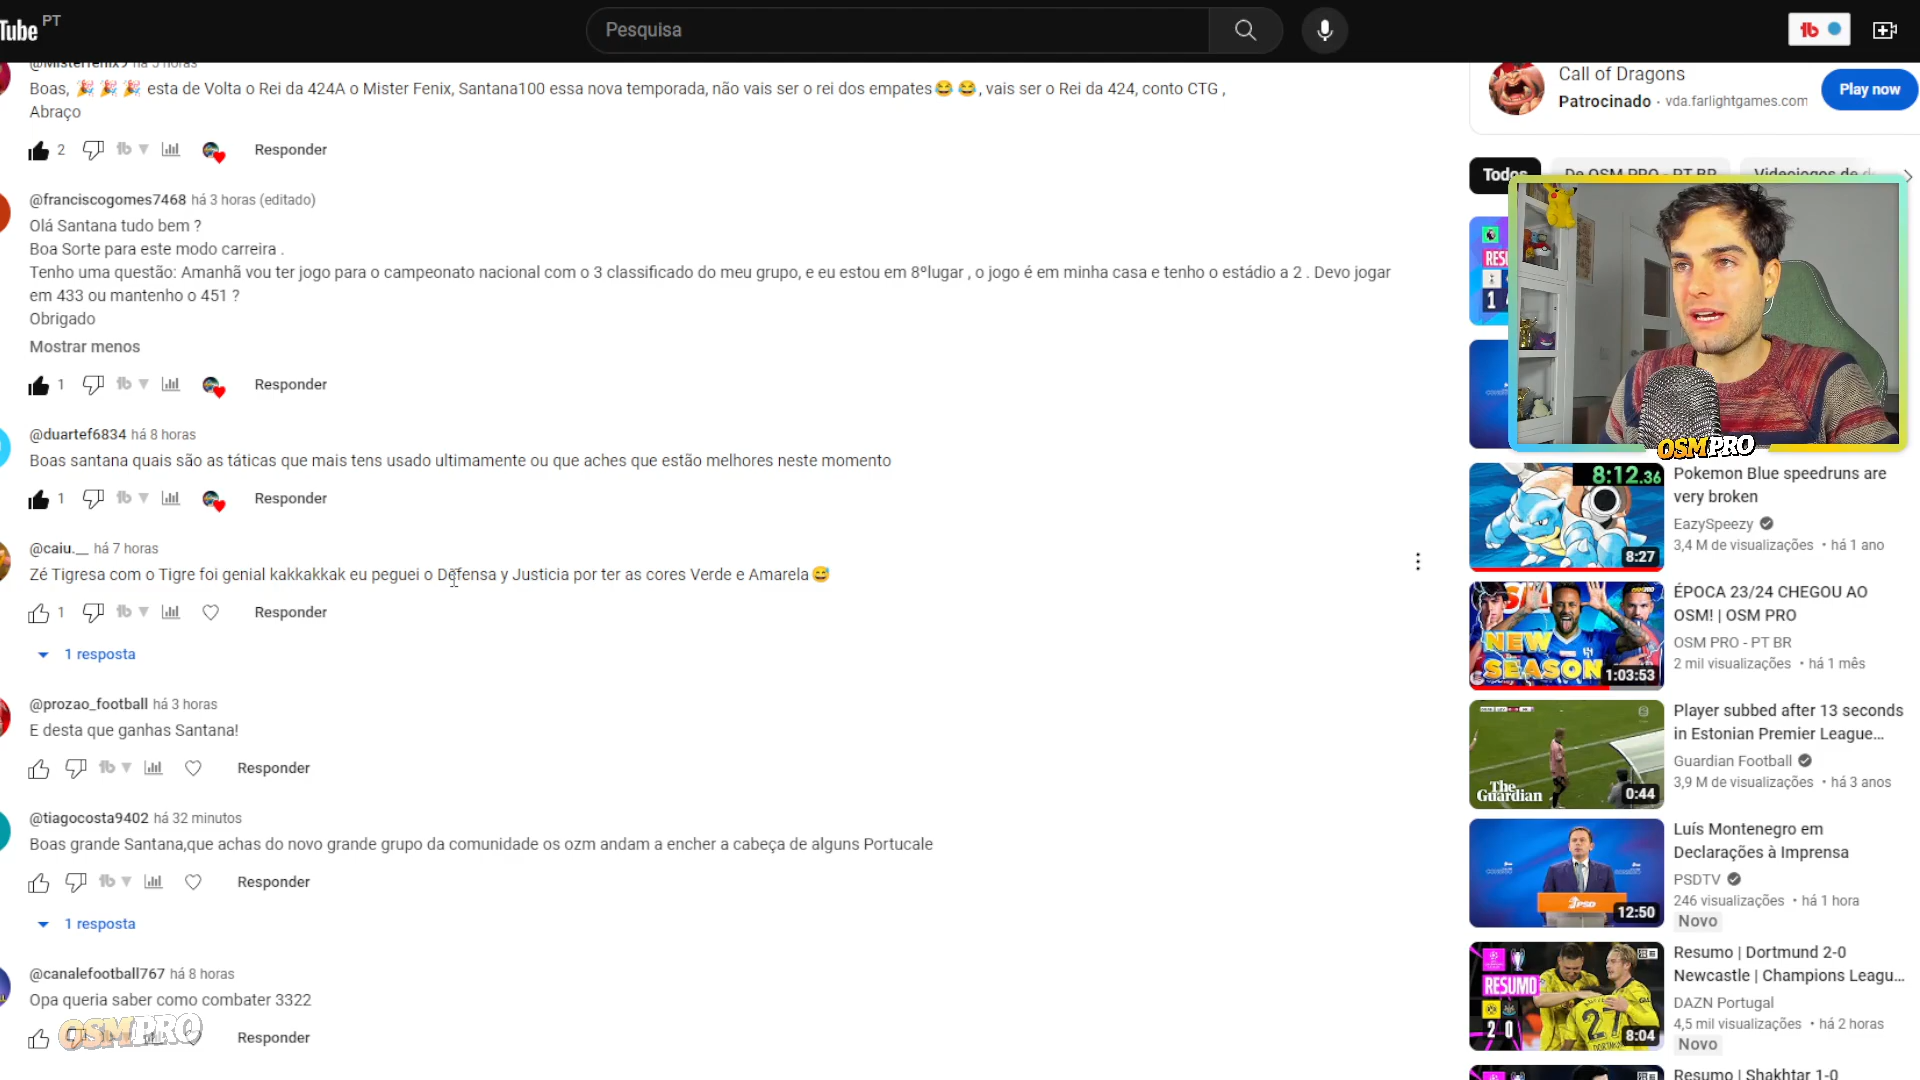 Tube PT
Pesquisa
@Misterfenix9 há 3 horas
Boas, 🎉 🎉 🎉 esta de Volta o Rei da 424A o Mister Fenix, Santana100 essa nova temporada, não vais ser o rei dos empates😂 😂, vais ser o Rei da 424, conto CTG ,
Abraço
2 Responder
@franciscogomes7468 há 3 horas (editado)
Olá Santana tudo bem ?
Boa Sorte para este modo carreira .
Tenho uma questão: Amanhã vou ter jogo para o campeonato nacional com o 3 classificado do meu grupo, e eu estou em 8ºlugar , o jogo é em minha casa e tenho o estádio a 2 . Devo jogar
em 433 ou mantenho o 451 ?
Obrigado
Mostrar menos
1 Responder
@duartef6834 há 8 horas
Boas santana quais são as táticas que mais tens usado ultimamente ou que aches que estão melhores neste momento
1 Responder
@caiu.__ há 7 horas
Zé Tigresa com o Tigre foi genial kakkakkak eu peguei o Defensa y Justicia por ter as cores Verde e Amarela😅
1 Responder
1 resposta
@prozao_football há 3 horas
E desta que ganhas Santana!
Responder
@tiagocosta9402 há 32 minutos
Boas grande Santana,que achas do novo grande grupo da comunidade os ozm andam a encher a cabeça de alguns Portucale
Responder
1 resposta
@canalefootball767 há 8 horas
Opa queria saber como combater 3322
OSM PRO
Responder
Call of Dragons
Patrocinado · vda.farlightgames.com
Play now
Todos
De OSM PRO - PT BR
Videojogos de
RESU
1
OSMPRO
8:12.36
8:27
Pokemon Blue speedruns are
very broken
EazySpeezy
3,4 M de visualizações • há 1 ano
NEW
SEASON
1:03:53
ÉPOCA 23/24 CHEGOU AO
OSM! | OSM PRO
OSM PRO - PT BR
2 mil visualizações • há 1 mês
The
Guardian
0:44
Player subbed after 13 seconds
in Estonian Premier League...
Guardian Football
3,9 M de visualizações • há 3 anos
PSD
12:50
Luís Montenegro em
Declarações à Imprensa
PSDTV
246 visualizações • há 1 hora
Novo
RESUMO
2 0
27
8:04
Resumo | Dortmund 2-0
Newcastle | Champions Leagu...
DAZN Portugal
4,5 mil visualizações • há 2 horas
Novo
Resumo | Shakhtar 1-0